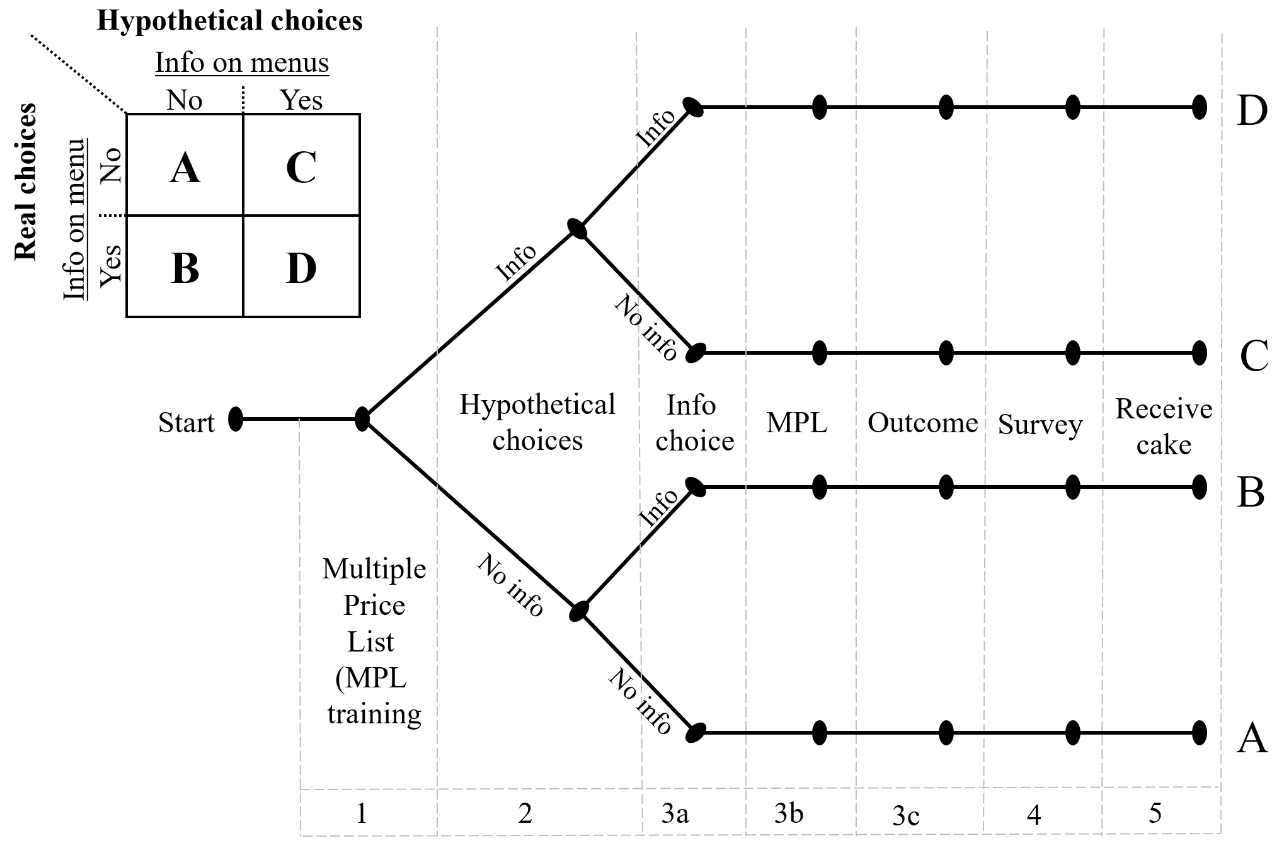 Hypothetical choices
Info on menus
No Yes
Real choices
Info on menu
No
Yes
A C
B D
Start
Info
No info
Info
No info
Info
No info
D
C
B
A
Hypothetical
choices
Info
choice
MPL
Outcome
Survey
Receive
cake
Multiple
Price
List
(MPL
training
1 2 3a 3b 3c 4 5